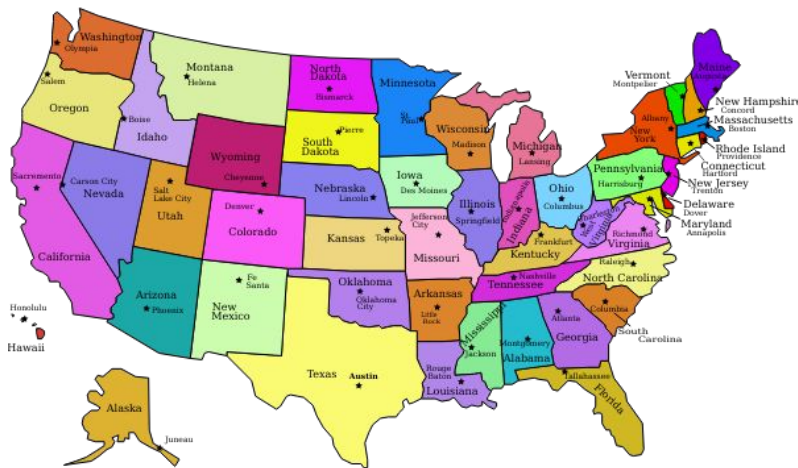 Washington
Olympia
Salem
Oregon
Montana
Helena
Boise
Idaho
North
Dakota
Bismarck
Minnesota
St.
Paul
Pierre
South
Dakota
Wyoming
Cheyenne
Wisconsin
Madison
Michigan
Lansing
Vermont
Montpelier
Maine
Augusta
New Hampshire
Concord
Massachusetts
Boston
Albany
New
York
Rhode Island
Providence
Connecticut
Hartford
Pennsylvania
Harrisburg
New Jersey
Trenton
Delaware
Dover
Maryland
Annapolis
Sacramento
Carson City
Nevada
California
Salt
Lake City
Utah
Denver
Colorado
Nebraska
Lincoln
Iowa
Des Moines
Illinois
Springfield
Indianapolis
Indiana
Ohio
Columbus
Charleston
West
Virginia
Richmond
Virginia
Kansas
Topeka
Jefferson
City
Missouri
Frankfurt
Kentucky
Raleigh
North Carolina
Nashville
Tennessee
Arizona
Phoenix
Fe
Santa
New
Mexico
Oklahoma
Oklahoma
City
Arkansas
Little
Rock
Columbia
South
Carolina
Mississippi
Jackson
Montgomery
Alabama
Atlanta
Georgia
Texas
Austin
Rouge
Baton
Louisiana
Tallahassee
Florida
Honolulu
Hawaii
Alaska
Juneau